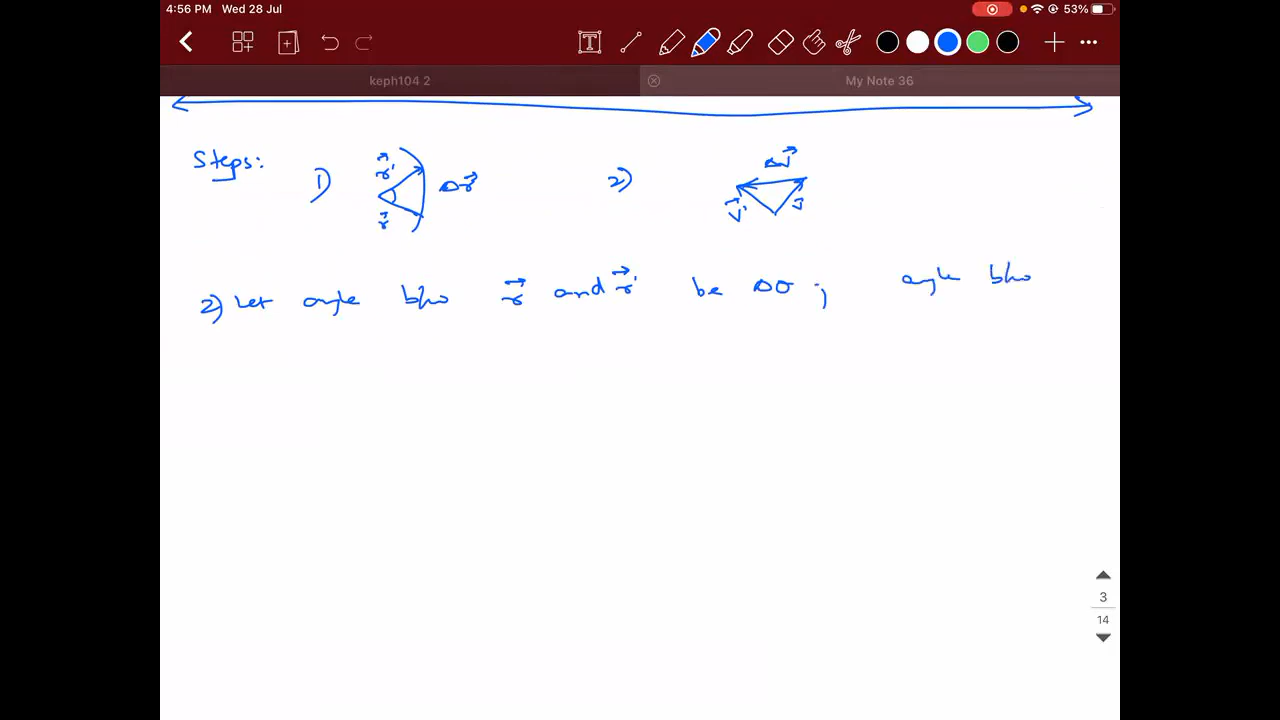 4:56 PM Wed 28 Jul 53%
T
keph104 2 My Note 36
Steps: 1) r⃗' r⃗ Δr⃗ 2) Δv⃗ v⃗' v⃗
2) Let angle b/w r⃗ and r⃗' be Δθ ; angle b/w
3
14